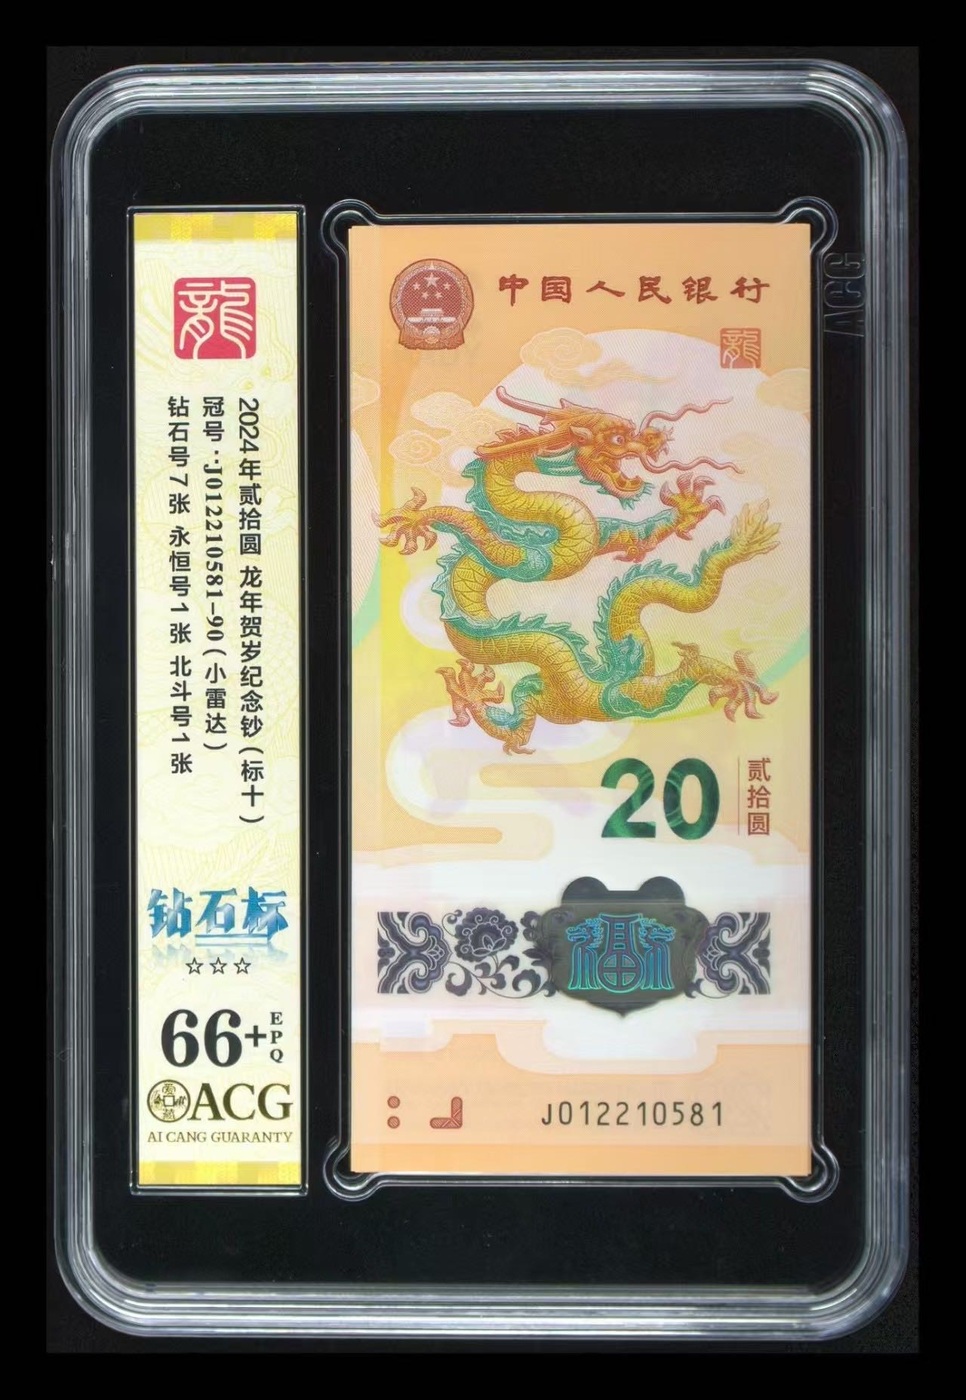 龍
2024年贰拾圆 龙年贺岁纪念钞(标十)
冠号:J012210581-90(小雷达)
钻石号7张 永恒号1张 北斗号1张
钻石标
☆☆☆
66+
EPQ
ACG
AI CANG GUARANTY
中国人民银行
龍
20
贰拾圆
福
J012210581
ACG